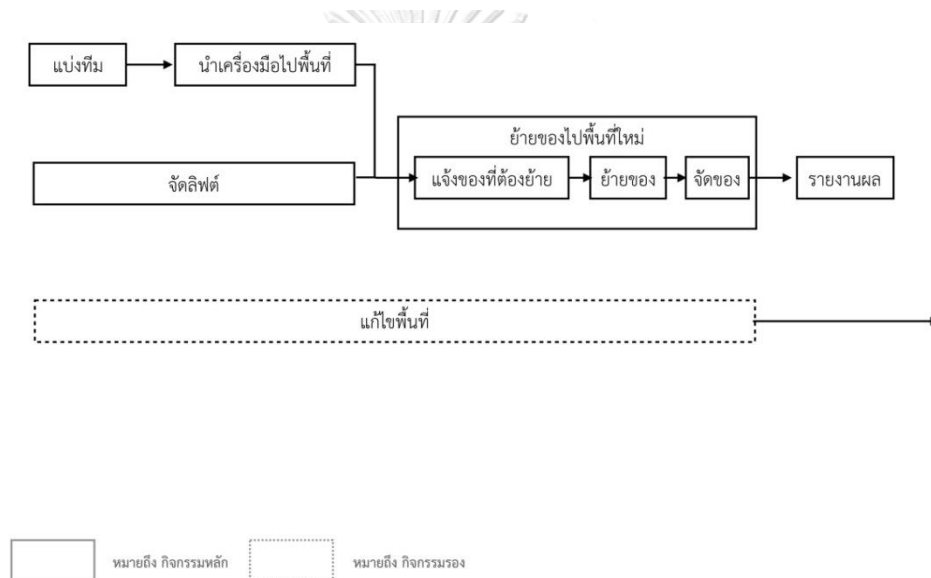 แบ่งทีม
นำเครื่องมือไปพื้นที่
ย้ายของไปพื้นที่ใหม่
จัดลิฟต์
แจ้งของที่ต้องย้าย
ย้ายของ
จัดของ
รายงานผล
แก้ไขพื้นที่
หมายถึง กิจกรรมหลัก
หมายถึง กิจกรรมรอง